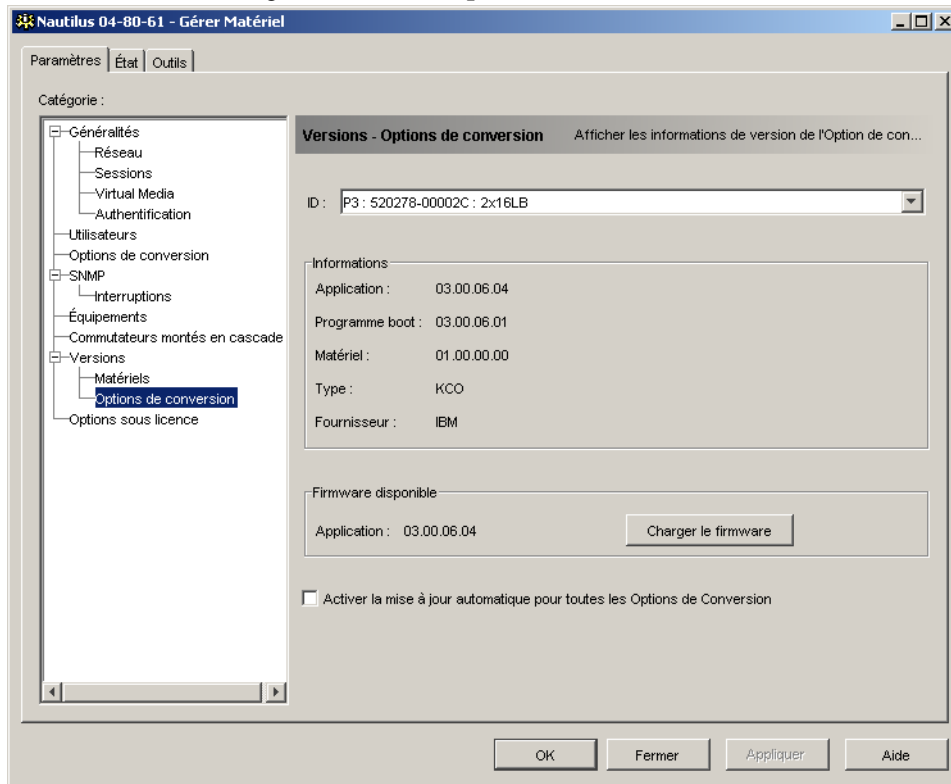 Nautilus 04-80-61 - Gérer Matériel
Paramètres État Outils
Catégorie :
Généralités
Réseau
Sessions
Virtual Media
Authentification
Utilisateurs
Options de conversion
SNMP
Interruptions
Équipements
Commutateurs montés en cascade
Versions
Matériels
Options de conversion
Options sous licence
Versions - Options de conversion Afficher les informations de version de l'Option de con...
ID : P3 : 520278-00002C : 2x16LB
Informations
Application : 03.00.06.04
Programme boot : 03.00.06.01
Matériel : 01.00.00.00
Type : KCO
Fournisseur : IBM
Firmware disponible
Application : 03.00.06.04 Charger le firmware
Activer la mise à jour automatique pour toutes les Options de Conversion
OK Fermer Appliquer Aide